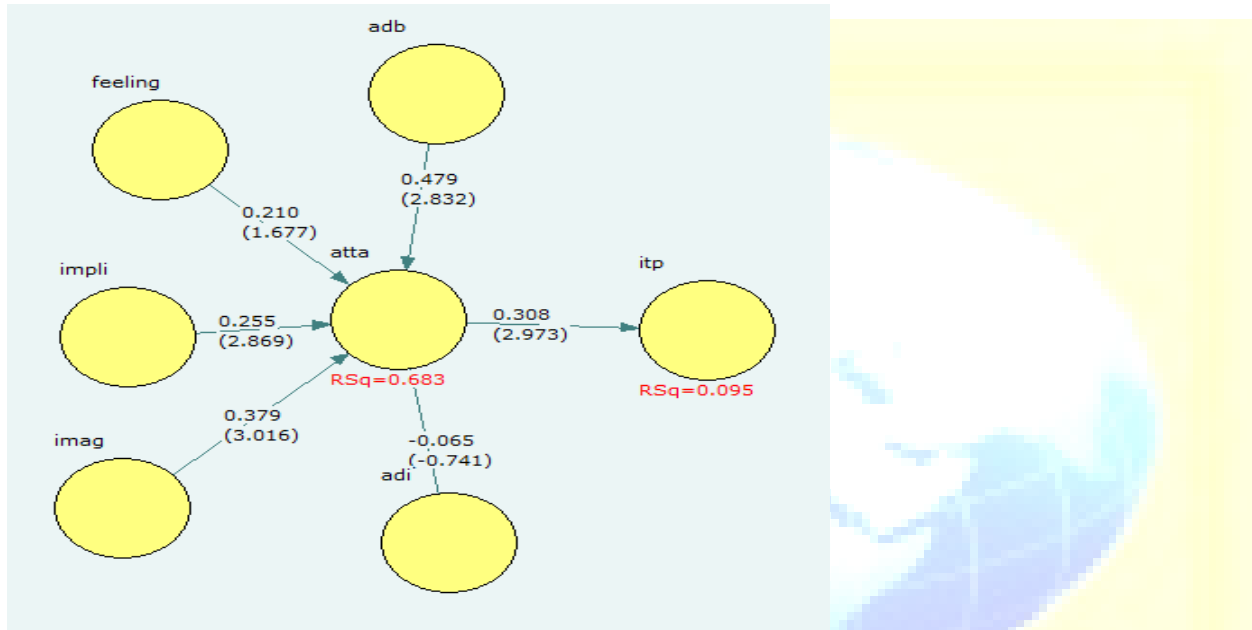 adb
feeling
0.479
(2.832)
0.210
(1.677)
atta
impli
itp
0.255
(2.869)
0.308
(2.973)
RSq=0.683
RSq=0.095
0.379
(3.016)
imag
-0.065
(-0.741)
adi